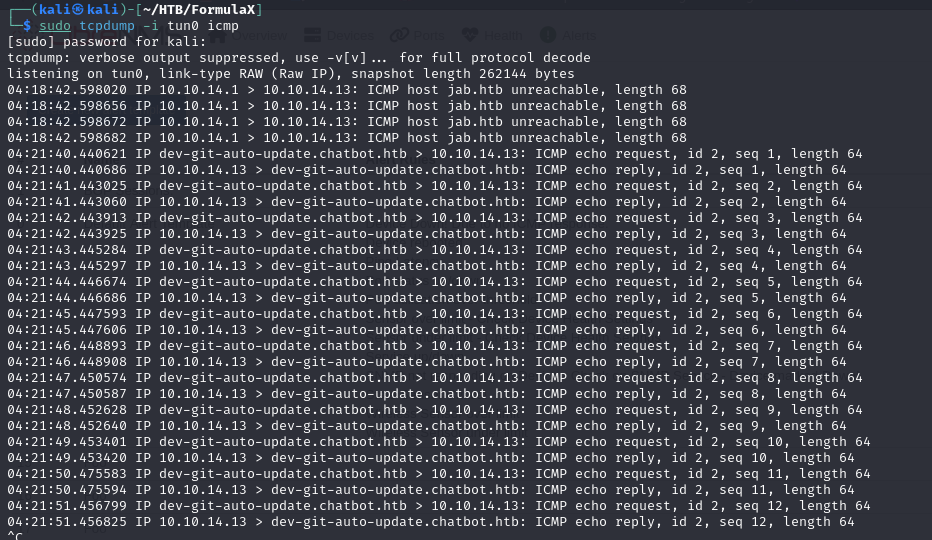 ┌──(kali㉿kali)-[~/HTB/FormulaX]
└─$ sudo tcpdump -i tun0 icmp
[sudo] password for kali:
tcpdump: verbose output suppressed, use -v[v]... for full protocol decode
listening on tun0, link-type RAW (Raw IP), snapshot length 262144 bytes
04:18:42.598020 IP 10.10.14.1 > 10.10.14.13: ICMP host jab.htb unreachable, length 68
04:18:42.598656 IP 10.10.14.1 > 10.10.14.13: ICMP host jab.htb unreachable, length 68
04:18:42.598672 IP 10.10.14.1 > 10.10.14.13: ICMP host jab.htb unreachable, length 68
04:18:42.598682 IP 10.10.14.1 > 10.10.14.13: ICMP host jab.htb unreachable, length 68
04:21:40.440621 IP dev-git-auto-update.chatbot.htb > 10.10.14.13: ICMP echo request, id 2, seq 1, length 64
04:21:40.440686 IP 10.10.14.13 > dev-git-auto-update.chatbot.htb: ICMP echo reply, id 2, seq 1, length 64
04:21:41.443025 IP dev-git-auto-update.chatbot.htb > 10.10.14.13: ICMP echo request, id 2, seq 2, length 64
04:21:41.443060 IP 10.10.14.13 > dev-git-auto-update.chatbot.htb: ICMP echo reply, id 2, seq 2, length 64
04:21:42.443913 IP dev-git-auto-update.chatbot.htb > 10.10.14.13: ICMP echo request, id 2, seq 3, length 64
04:21:42.443925 IP 10.10.14.13 > dev-git-auto-update.chatbot.htb: ICMP echo reply, id 2, seq 3, length 64
04:21:43.445284 IP dev-git-auto-update.chatbot.htb > 10.10.14.13: ICMP echo request, id 2, seq 4, length 64
04:21:43.445297 IP 10.10.14.13 > dev-git-auto-update.chatbot.htb: ICMP echo reply, id 2, seq 4, length 64
04:21:44.446674 IP dev-git-auto-update.chatbot.htb > 10.10.14.13: ICMP echo request, id 2, seq 5, length 64
04:21:44.446686 IP 10.10.14.13 > dev-git-auto-update.chatbot.htb: ICMP echo reply, id 2, seq 5, length 64
04:21:45.447593 IP dev-git-auto-update.chatbot.htb > 10.10.14.13: ICMP echo request, id 2, seq 6, length 64
04:21:45.447606 IP 10.10.14.13 > dev-git-auto-update.chatbot.htb: ICMP echo reply, id 2, seq 6, length 64
04:21:46.448893 IP dev-git-auto-update.chatbot.htb > 10.10.14.13: ICMP echo request, id 2, seq 7, length 64
04:21:46.448908 IP 10.10.14.13 > dev-git-auto-update.chatbot.htb: ICMP echo reply, id 2, seq 7, length 64
04:21:47.450574 IP dev-git-auto-update.chatbot.htb > 10.10.14.13: ICMP echo request, id 2, seq 8, length 64
04:21:47.450587 IP 10.10.14.13 > dev-git-auto-update.chatbot.htb: ICMP echo reply, id 2, seq 8, length 64
04:21:48.452628 IP dev-git-auto-update.chatbot.htb > 10.10.14.13: ICMP echo request, id 2, seq 9, length 64
04:21:48.452640 IP 10.10.14.13 > dev-git-auto-update.chatbot.htb: ICMP echo reply, id 2, seq 9, length 64
04:21:49.453401 IP dev-git-auto-update.chatbot.htb > 10.10.14.13: ICMP echo request, id 2, seq 10, length 64
04:21:49.453420 IP 10.10.14.13 > dev-git-auto-update.chatbot.htb: ICMP echo reply, id 2, seq 10, length 64
04:21:50.475583 IP dev-git-auto-update.chatbot.htb > 10.10.14.13: ICMP echo request, id 2, seq 11, length 64
04:21:50.475594 IP 10.10.14.13 > dev-git-auto-update.chatbot.htb: ICMP echo reply, id 2, seq 11, length 64
04:21:51.456799 IP dev-git-auto-update.chatbot.htb > 10.10.14.13: ICMP echo request, id 2, seq 12, length 64
04:21:51.456825 IP 10.10.14.13 > dev-git-auto-update.chatbot.htb: ICMP echo reply, id 2, seq 12, length 64
^C